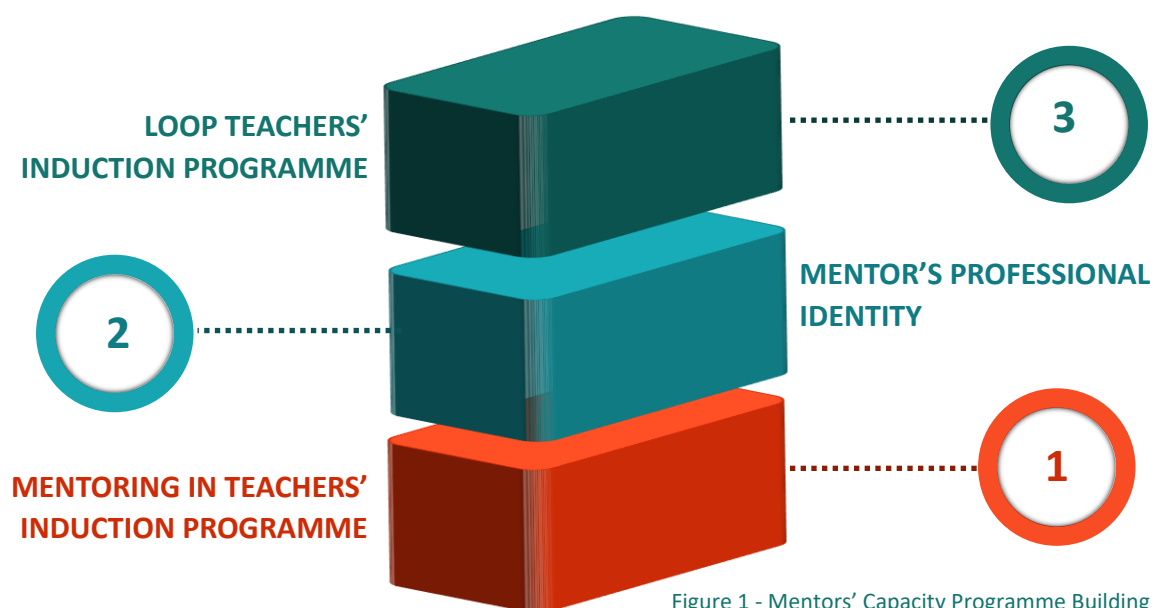 LOOP TEACHERS’
INDUCTION PROGRAMME
3
2
MENTOR’S PROFESSIONAL
IDENTITY
MENTORING IN TEACHERS’
INDUCTION PROGRAMME
1
Figure 1 - Mentors’ Capacity Programme Building